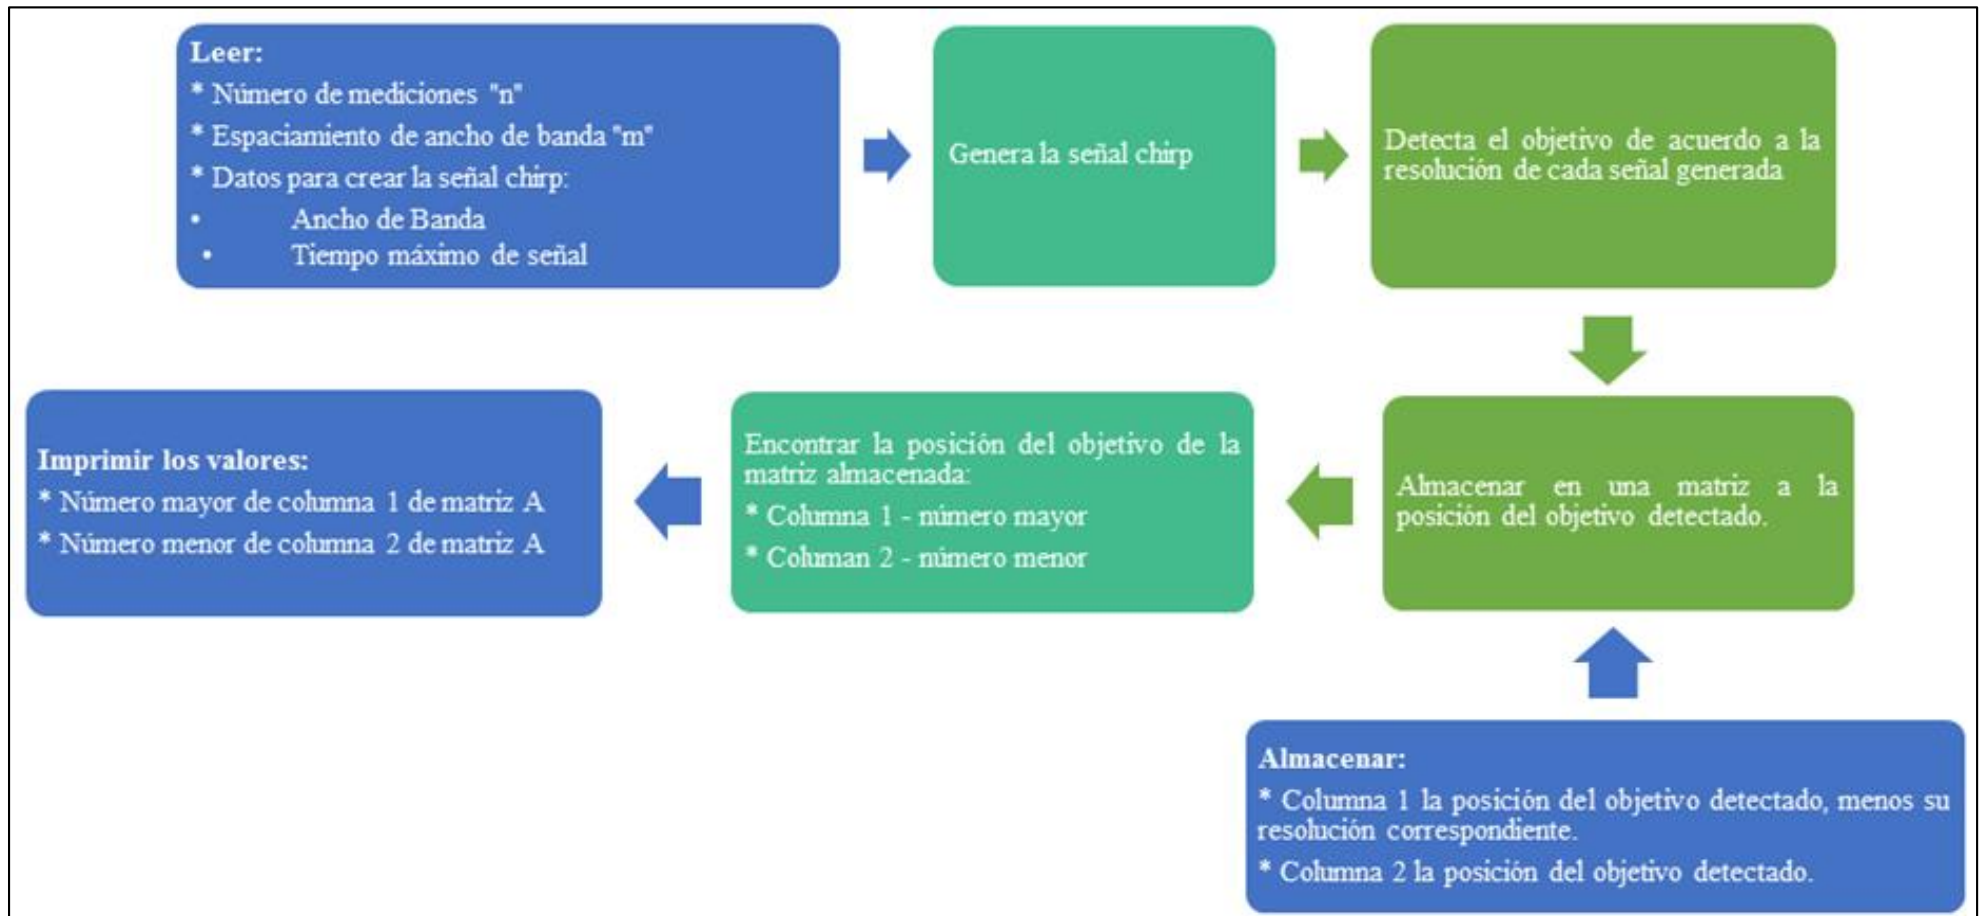 Leer:
* Número de mediciones "n"
* Espaciamiento de ancho de banda "m"
* Datos para crear la señal chirp:
• Ancho de Banda
• Tiempo máximo de señal
Genera la señal chirp
Detecta el objetivo de acuerdo a la
resolución de cada señal generada
Almacenar en una matriz a la
posición del objetivo detectado.
Almacenar:
* Columna 1 la posición del objetivo detectado, menos su
resolución correspondiente.
* Columna 2 la posición del objetivo detectado.
Encontrar la posición del objetivo de la
matriz almacenada:
* Columna 1 - número mayor
* Columan 2 - número menor
Imprimir los valores:
* Número mayor de columna 1 de matriz A
* Número menor de columna 2 de matriz A